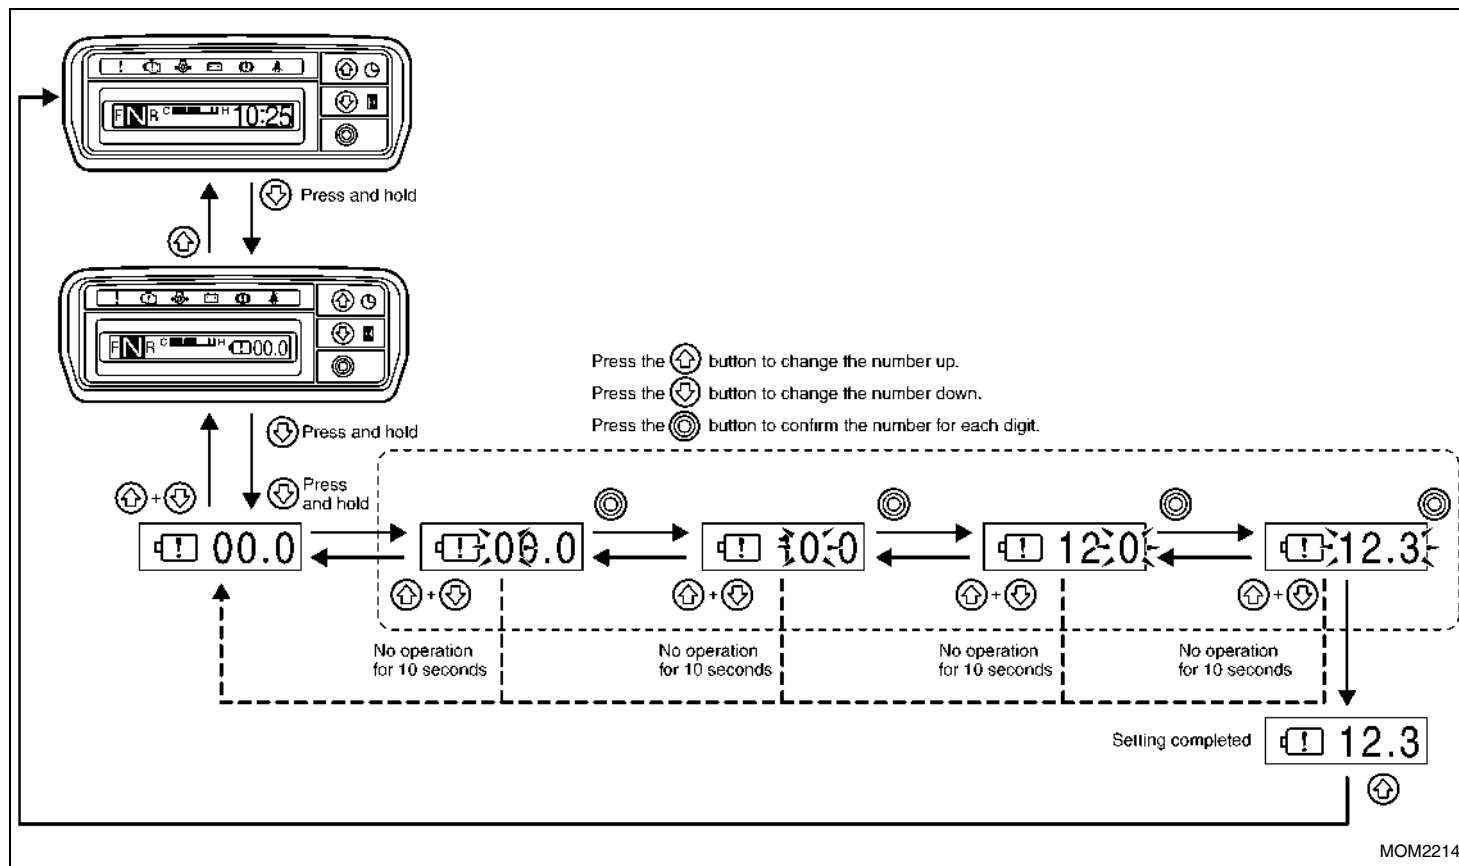 F N R C H 10:25
Press and hold
F N R C H ! 00.0
Press the button to change the number up.
Press the button to change the number down.
Press the button to confirm the number for each digit.
Press and hold
Press
and hold
+
! 00.0
! 00.0
! 10.0
! 12.0
! 12.3
+
+
+
+
No operation
for 10 seconds
No operation
for 10 seconds
No operation
for 10 seconds
No operation
for 10 seconds
Setting completed
! 12.3
MOM2214